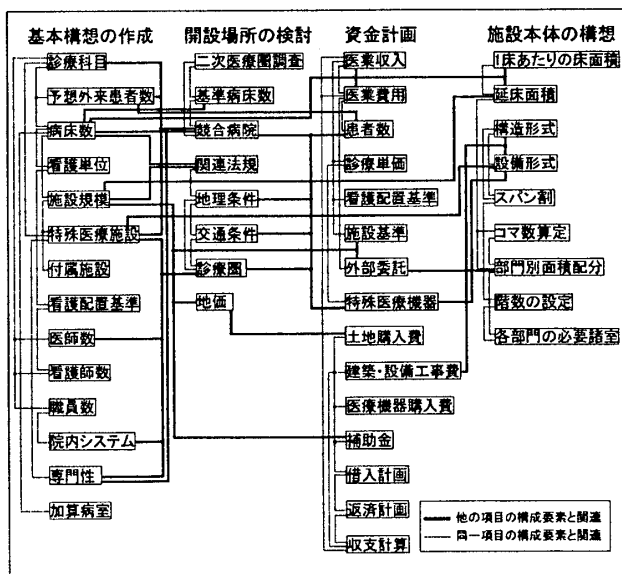 基本構想の作成
診療科目
予想外来患者数
病床数
看護単位
施設規模
特殊医療施設
付属施設
看護配置基準
医師数
看護師数
職員数
院内システム
専門性
加算病室
開設場所の検討
二次医療圏調査
基準病床数
競合病院
関連法規
地理条件
交通条件
診療圏
地価
資金計画
医業収入
医業費用
患者数
診療単価
看護配置基準
施設基準
外部委託
特殊医療機器
土地購入費
建築・設備工事費
医療機器購入費
補助金
借入計画
返済計画
収支計算
施設本体の構想
1床あたりの床面積
延床面積
構造形式
設備形式
スパン割
コマ数算定
部門別面積配分
階数の設定
各部門の必要諸室
他の項目の構成要素と関連
同一項目の構成要素と関連